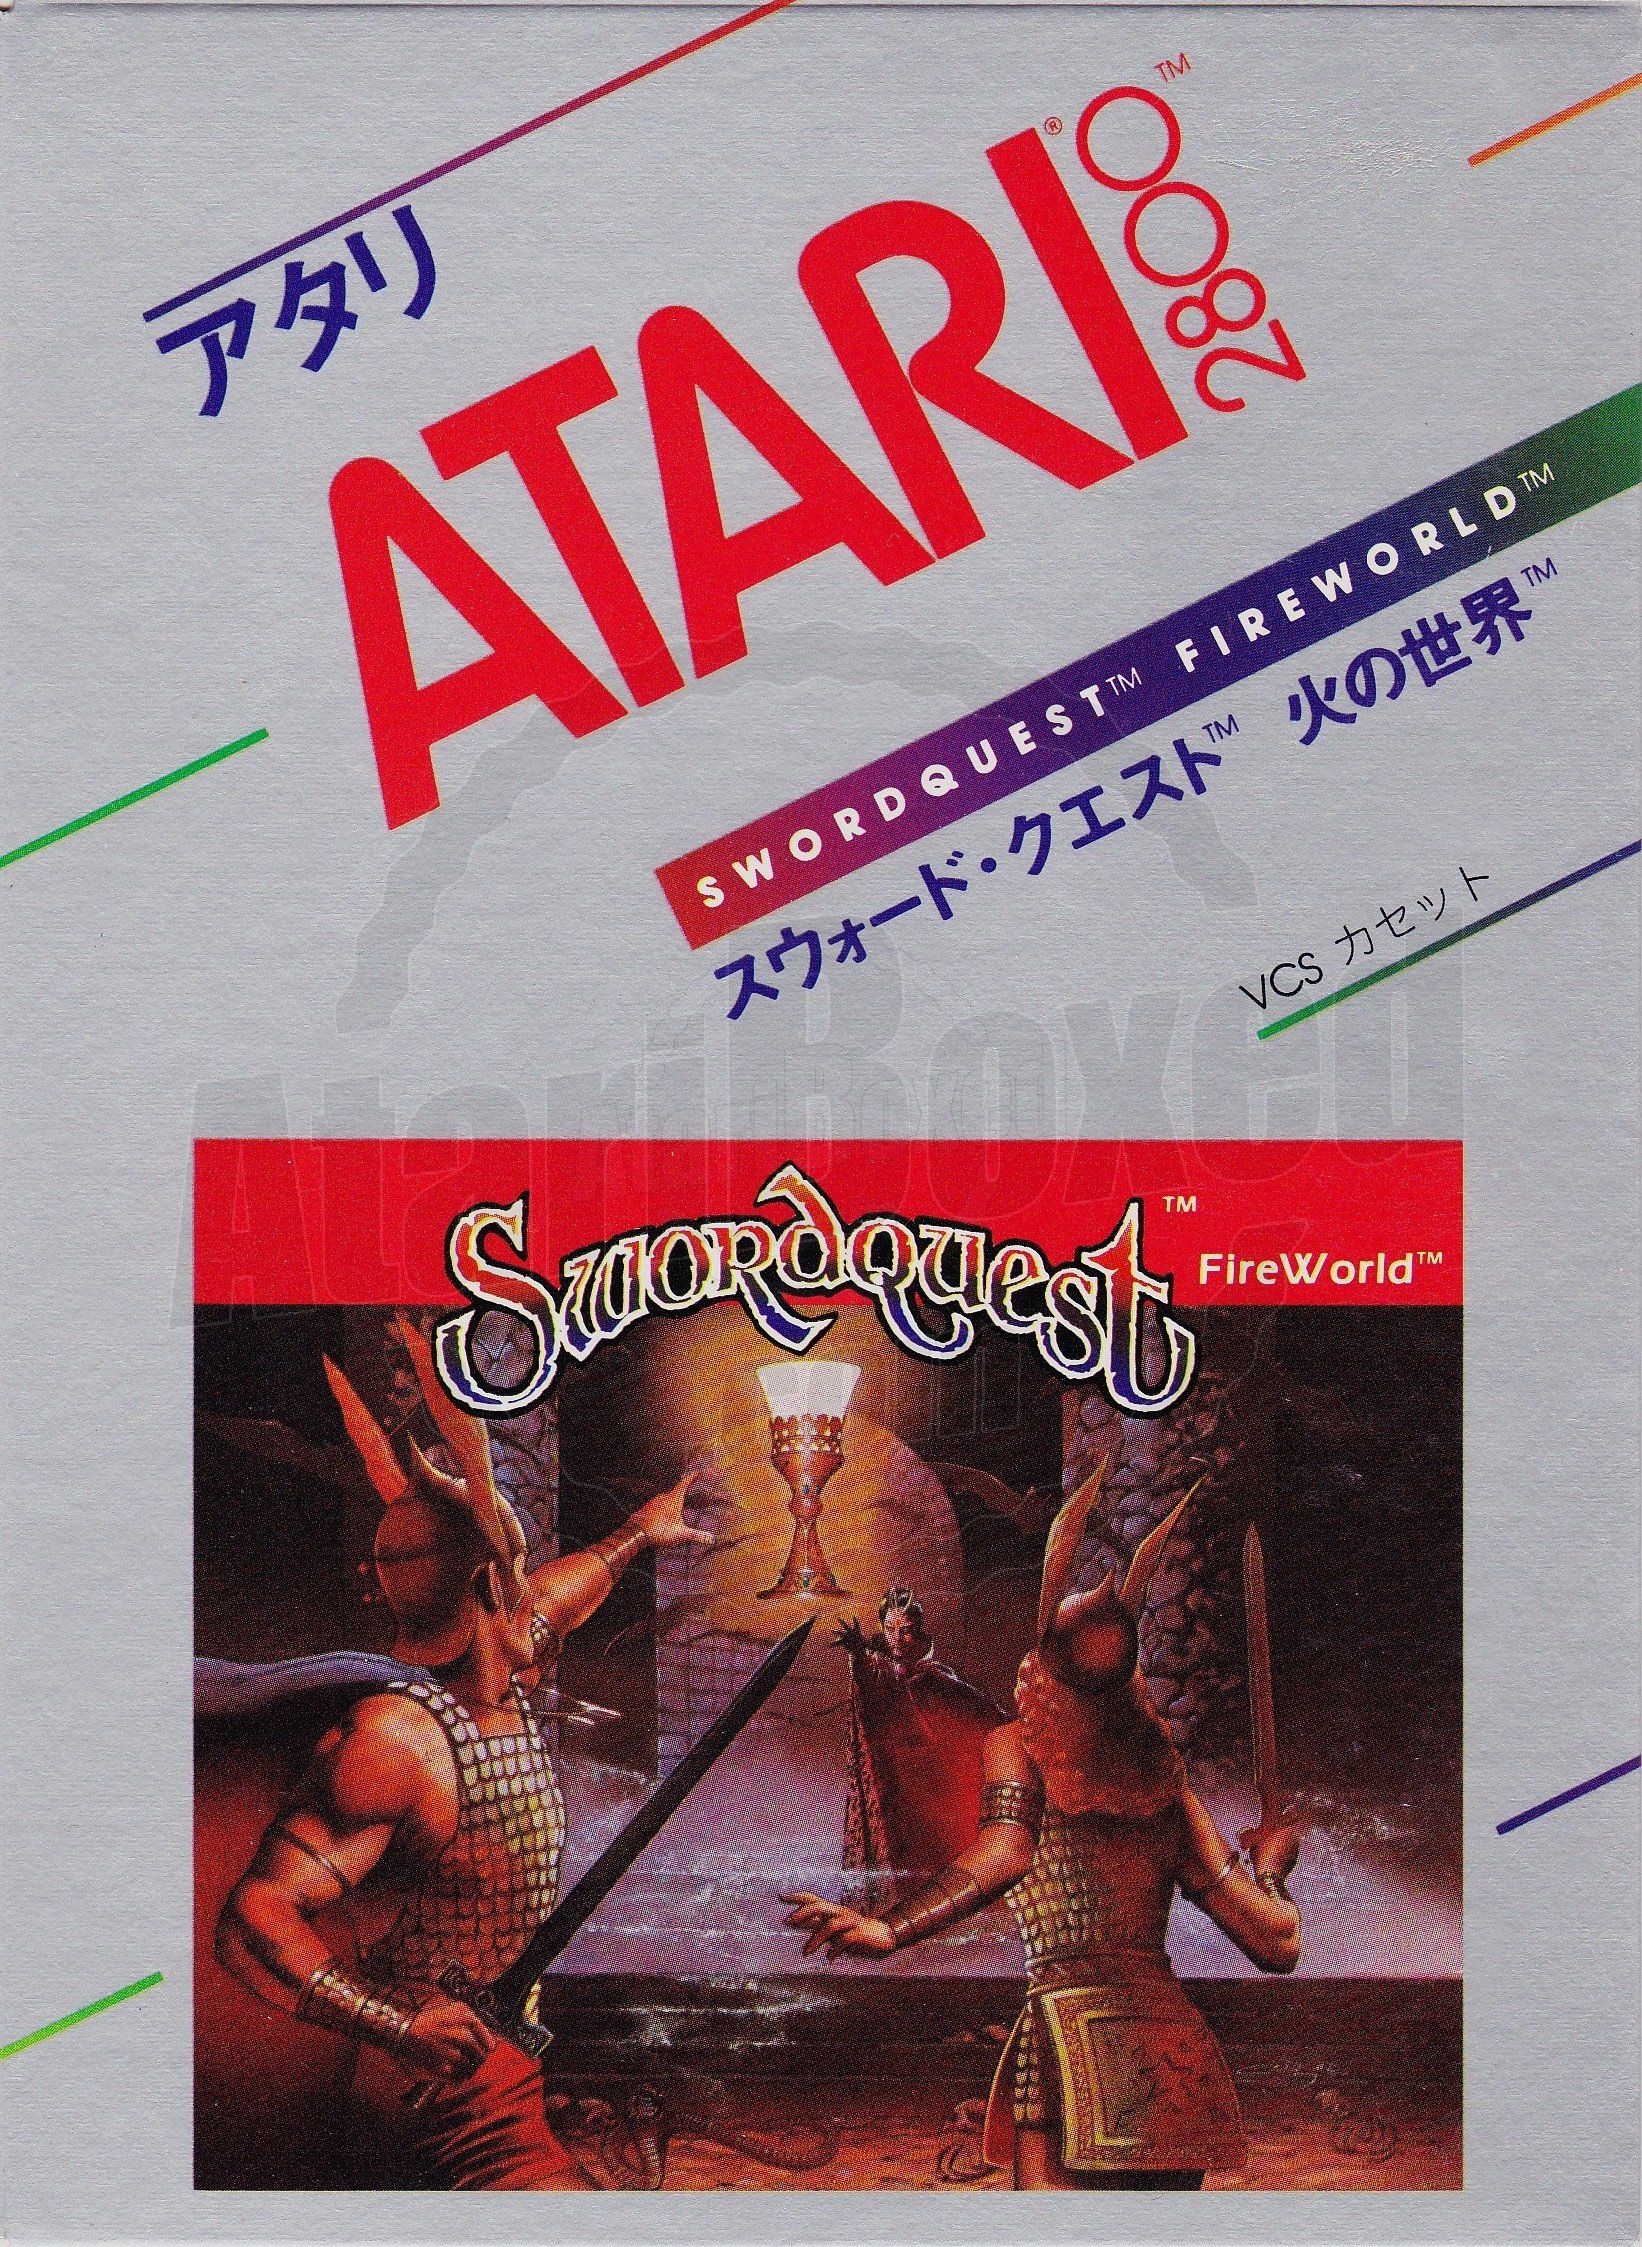 アタリ
ATARI® 2800™
SWORDQUEST™ FIREWORLD™
スウォード・クエスト™ 火の世界™
VCS カセット
AtariBoxed
Swordquest™
FireWorld™